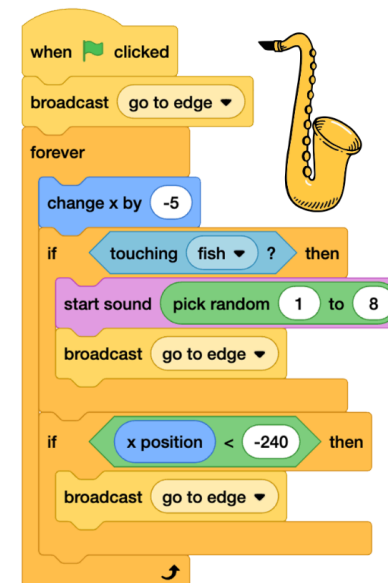 when clicked
broadcast go to edge
forever
change x by -5
if touching fish ? then
start sound pick random 1 to 8
broadcast go to edge
if x position < -240 then
broadcast go to edge